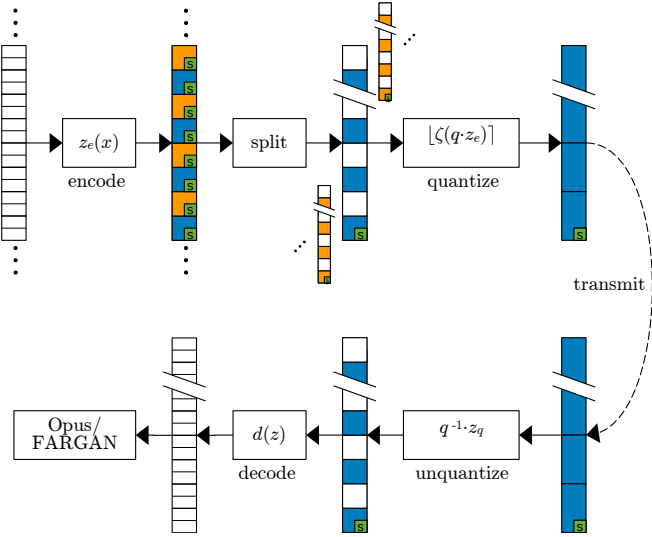 s
s
s
s
s
s
s
s
s
z_e(x)
split
⌊ζ(q·z_e)⌉
encode
quantize
s
s
s
transmit
Opus/
FARGAN
d(z)
q⁻¹·z_q
decode
unquantize
s
s